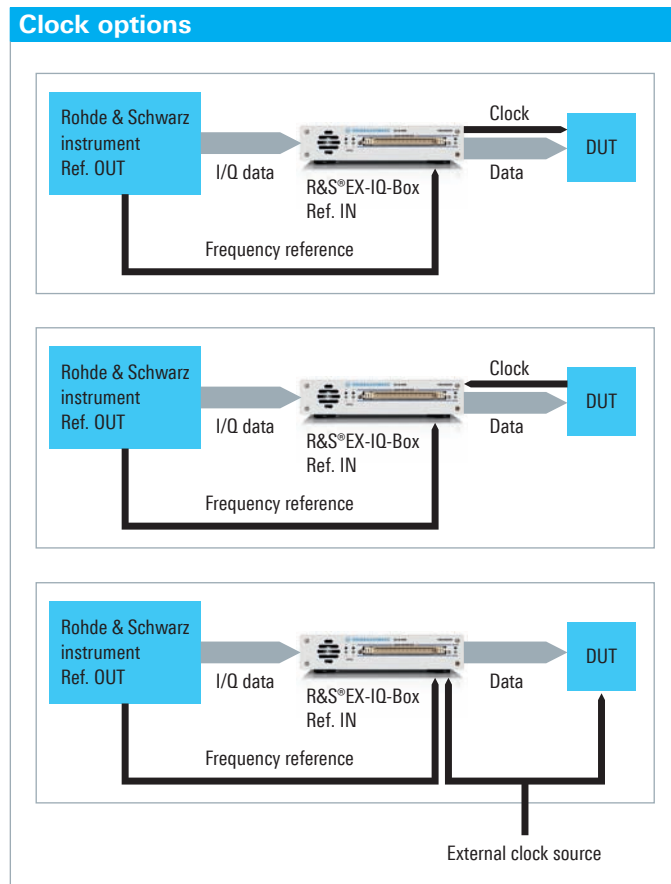 Clock options
Rohde & Schwarz
instrument
Ref. OUT
I/Q data
R&S®EX-IQ-Box
Ref. IN
Clock
Data
DUT
Frequency reference
Rohde & Schwarz
instrument
Ref. OUT
I/Q data
R&S®EX-IQ-Box
Ref. IN
Clock
Data
DUT
Frequency reference
Rohde & Schwarz
instrument
Ref. OUT
I/Q data
R&S®EX-IQ-Box
Ref. IN
Data
DUT
Frequency reference
External clock source